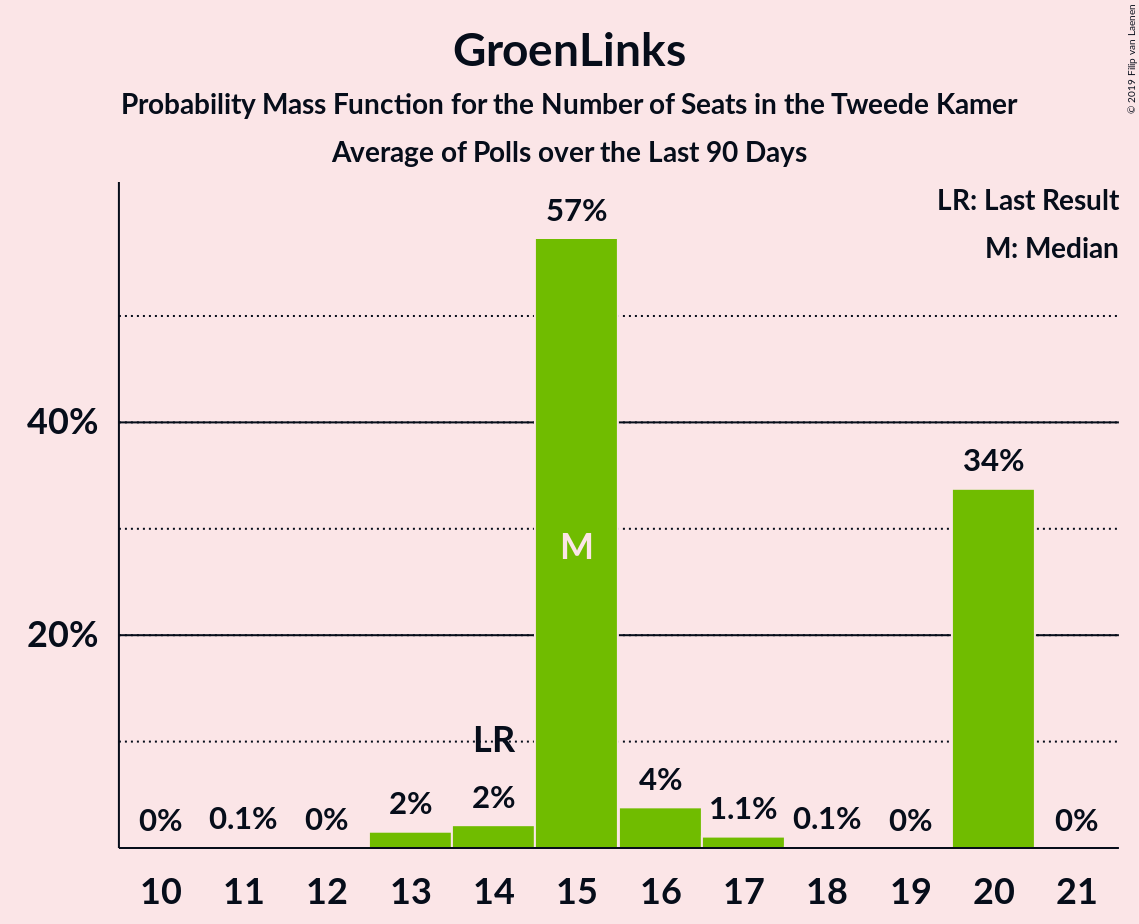 GroenLinks
Probability Mass Function for the Number of Seats in the Tweede Kamer
Average of Polls over the Last 90 Days
© 2019 Filip van Laenen
LR: Last Result
M: Median
57%
40%
34%
M
20%
LR
0% 0.1% 0% 2% 2% 4% 1.1% 0.1% 0% 0%
10 11 12 13 14 15 16 17 18 19 20 21